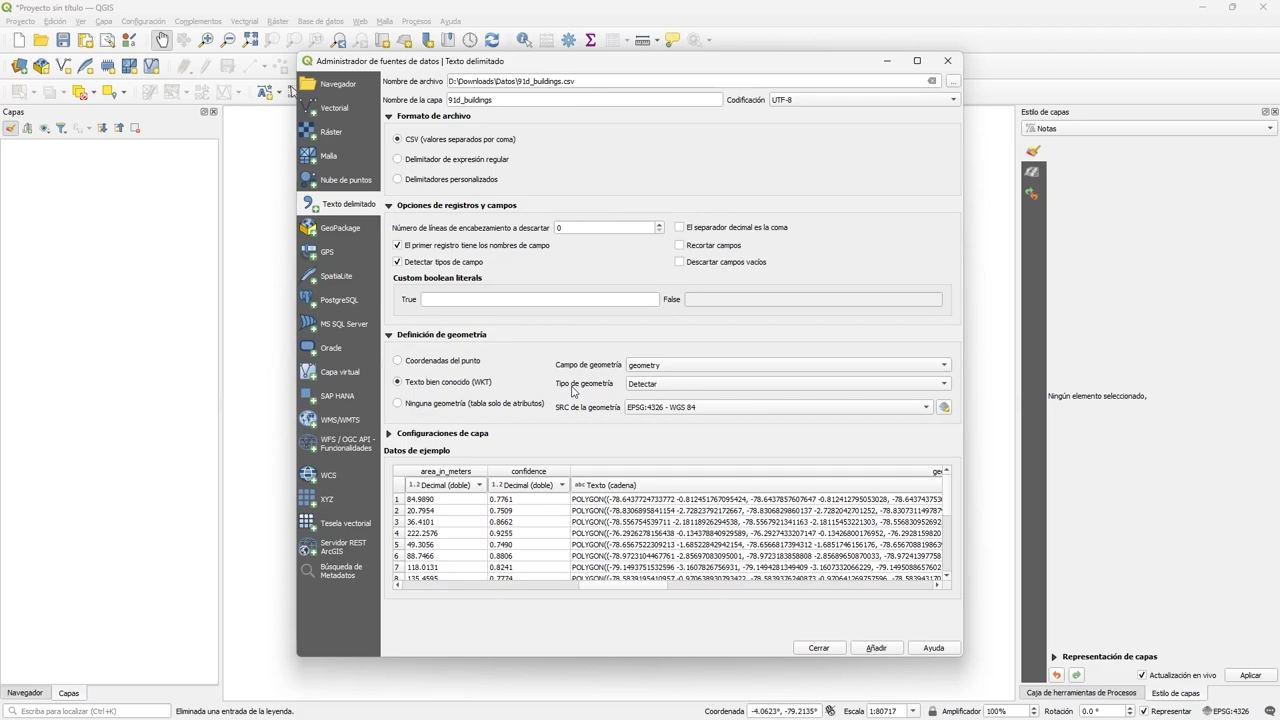 *Proyecto sin título — QGIS
Proyecto Edición Ver Capa Configuración Complementos Vectorial Ráster Base de datos Web Malla Procesos Ayuda
Administrador de fuentes de datos | Texto delimitado
Navegador
Vectorial
Ráster
Malla
Nube de puntos
Texto delimitado
GeoPackage
GPS
SpatiaLite
PostgreSQL
MS SQL Server
Oracle
Capa virtual
SAP HANA
WMS/WMTS
WFS / OGC API -
Funcionalidades
WCS
XYZ
Tesela vectorial
Servidor REST
ArcGIS
Búsqueda de
Metadatos
Nombre de archivo D:\Downloads\Datos\91d_buildings.csv ...
Nombre de la capa 91d_buildings Codificación UTF-8
Formato de archivo
CSV (valores separados por coma)
Delimitador de expresión regular
Delimitadores personalizados
Opciones de registros y campos
Número de líneas de encabezamiento a descartar 0 El separador decimal es la coma
El primer registro tiene los nombres de campo Recortar campos
Detectar tipos de campo Descartar campos vacíos
Custom boolean literals
True False
Definición de geometría
Coordenadas del punto Campo de geometría geometry
Texto bien conocido (WKT) Tipo de geometría Detectar
Ninguna geometría (tabla solo de atributos) SRC de la geometría EPSG:4326 - WGS 84
Configuraciones de capa
Datos de ejemplo
area_in_meters confidence
1.2 Decimal (doble) 1.2 Decimal (doble) abc Texto (cadena)
1 84.9890 0.7761
2 20.7954 0.7509
3 36.4101 0.8662
4 222.2576 0.9255
5 49.3056 0.7490
6 88.7466 0.8806
7 118.0131 0.8241
8 135.4595 0.7774
Cerrar Añadir Ayuda
Capas
Navegador Capas
Estilo de capas
Notas
Ningún elemento seleccionado,
Representación de capas
Actualización en vivo Aplicar
Caja de herramientas de Procesos Estilo de capas
Escriba para localizar (Ctrl+K) Eliminada una entrada de la leyenda. Coordenada -4.0623°, -79.2135° Escala 1:80717 Amplificador 100% Rotación 0.0 ° Representar EPSG:4326